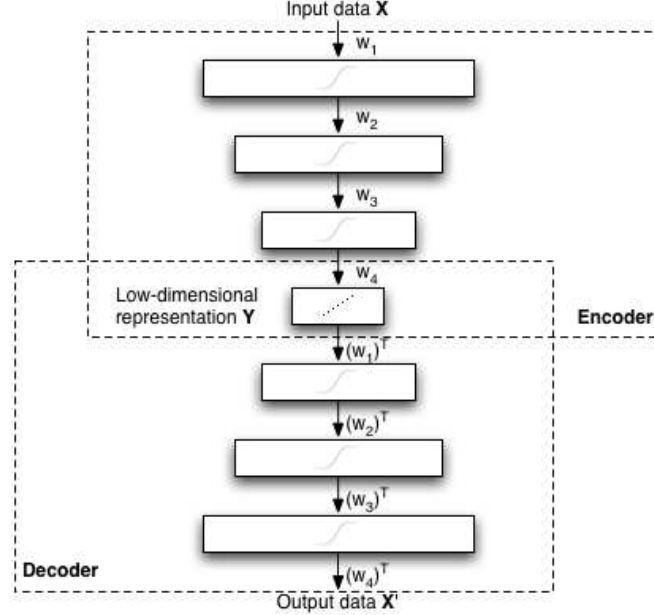 Input data X
w1
w2
w3
w4
Low-dimensional
representation Y
Encoder
(w1)T
(w2)T
(w3)T
Decoder
(w4)T
Output data X'